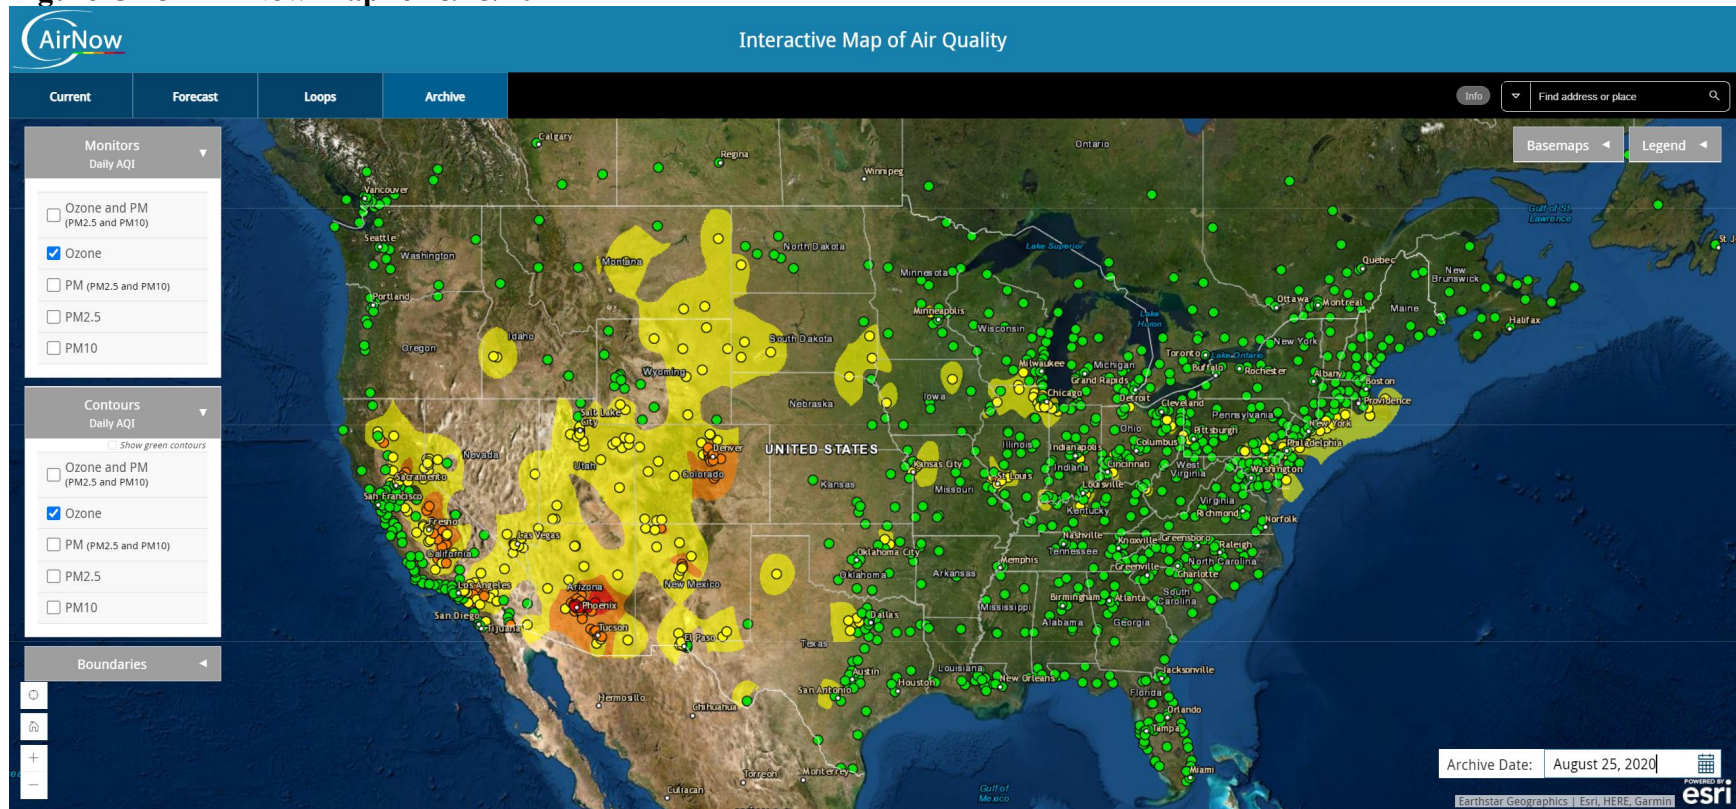 AirNow
Interactive Map of Air Quality
Current
Forecast
Loops
Archive
Info
Find address or place
Monitors
Daily AQI
Ozone and PM
(PM2.5 and PM10)
Ozone
PM (PM2.5 and PM10)
PM2.5
PM10
Contours
Daily AQI
Show green contours
Ozone and PM
(PM2.5 and PM10)
Ozone
PM (PM2.5 and PM10)
PM2.5
PM10
Boundaries
Basemaps
Legend
Calgary
Regina
Winnipeg
Ontario
Vancouver
Gulf of St.
Lawrence
Seattle
Washington
Montana
North Dakota
Lake Superior
Minnesota
Quebec
New
Brunswick
Portland
Minneapolis
Ottawa
Montreal
Maine
Halifax
Lake
Huron
Oregon
Idaho
South Dakota
Wisconsin
Toronto
Lake Ontario
New York
Wyoming
Milwaukee
Michigan
Grand Rapids
Buffalo
Rochester
Albany
Boston
Nebraska
Iowa
Chicago
Detroit
Cleveland
Providence
Salt Lake
City
Pennsylvania
New York
Nevada
Utah
Denver
Colorado
UNITED STATES
Illinois
Indianapolis
Indiana
Ohio
Columbus
Pittsburgh
Philadelphia
Sacramento
San Francisco
Kansas
Kansas City
Missouri
St Louis
Cincinnati
Louisville
West
Virginia
Washington
Fresno
California
Las Vegas
Kentucky
Virginia
Richmond
Norfolk
Los Angeles
San Diego
Tijuana
Arizona
Phoenix
Tucson
New Mexico
El Paso
Oklahoma City
Oklahoma
Arkansas
Nashville
Tennessee
Memphis
Knoxville
Greensboro
Raleigh
North Carolina
Greenville
Charlotte
South
Carolina
Mississippi
Birmingham
Atlanta
Alabama
Georgia
Texas
Dallas
Austin
San Antonio
Houston
Louisiana
New Orleans
Jacksonville
Florida
Orlando
Tampa
Miami
Hermosillo
Chihuahua
Torreon
Monterrey
Culiacan
Gulf of
Mexico
Archive Date:
August 25, 2020
POWERED BY
esri
Earthstar Geographics | Esri, HERE, Garmin